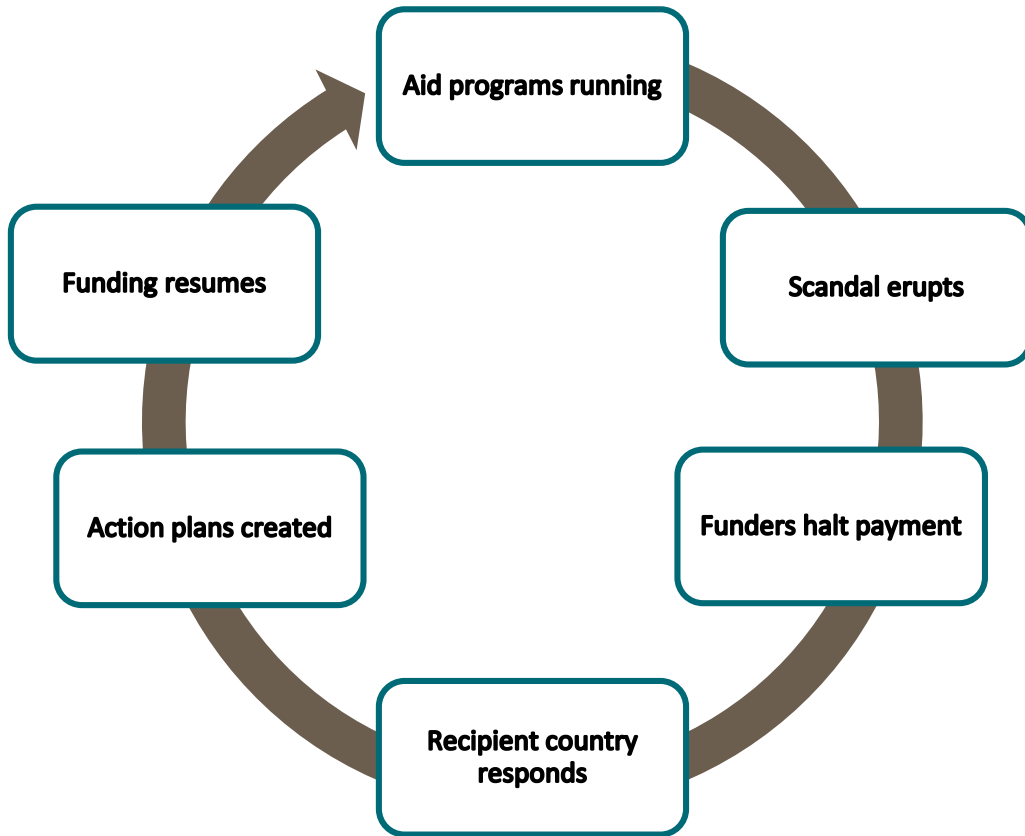 Aid programs running
Scandal erupts
Funders halt payment
Recipient country
responds
Action plans created
Funding resumes